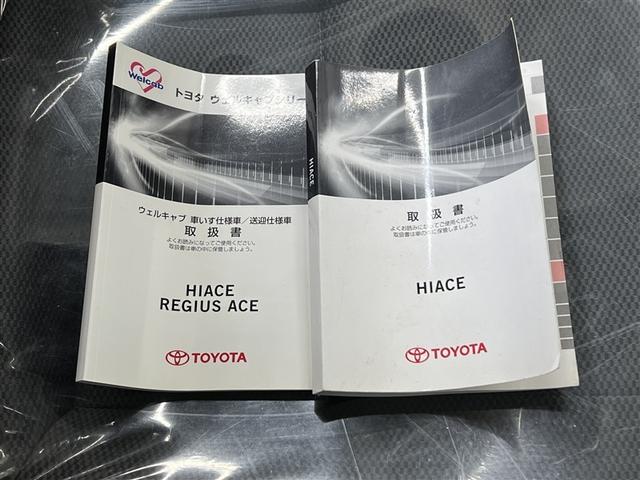 Welcab
トヨタ ウェルキャブシリー
ウェルキャブ 車いす仕様車／送迎仕様車
取扱書
よくお読みになってご使用ください。
取扱書は車の中に保管しましょう。
HIACE
REGIUS ACE
TOYOTA
HIACE
取扱書
よくお読みになってご使用ください。
取扱書は車の中に保管しましょう。
HIACE
TOYOTA